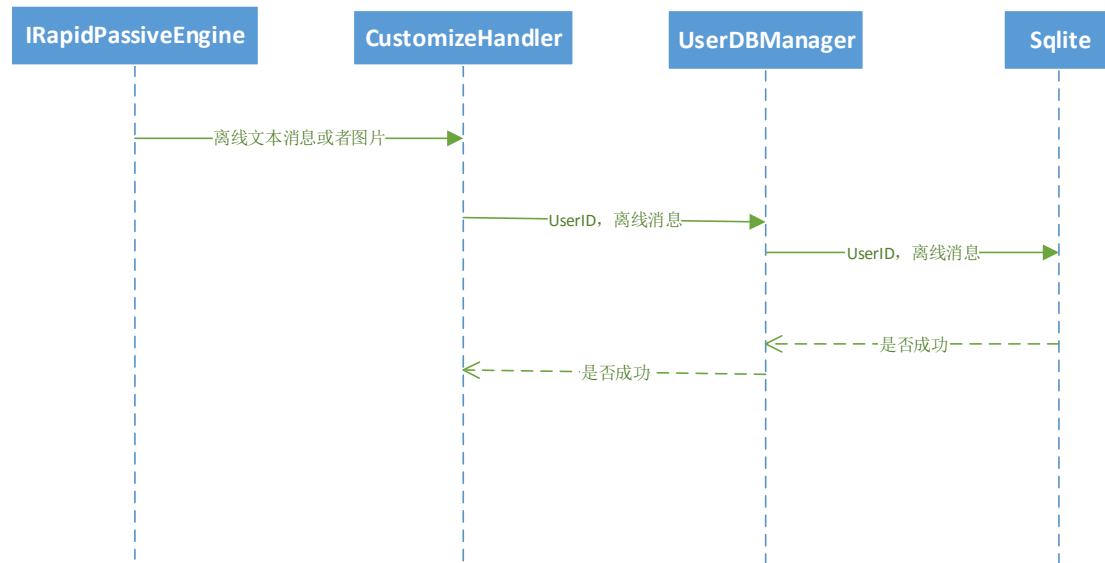 IRapidPassiveEngine
CustomizeHandler
UserDBManager
Sqlite
离线文本消息或者图片
UserID，离线消息
UserID，离线消息
是否成功
是否成功